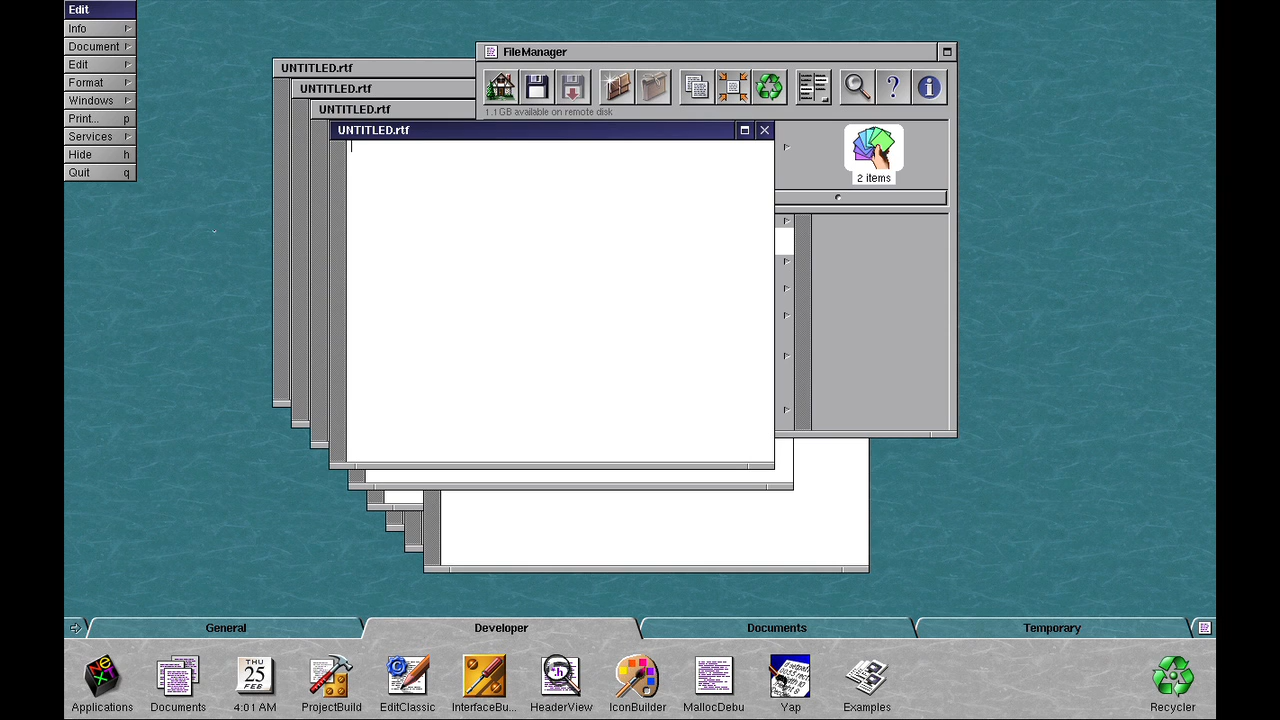 Edit
Info
Document
Edit
Format
Windows
Print... p
Services
Hide h
Quit q
FileManager
UNTITLED.rtf
UNTITLED.rtf
UNTITLED.rtf
1.1GB available on remote disk
UNTITLED.rtf
2 items
General
Developer
Documents
Temporary
THU
25
FEB
Applications
Documents
4:01 AM
ProjectBuild
EditClassic
InterfaceBu...
HeaderView
IconBuilder
MallocDebu
Yap
Examples
Recycler